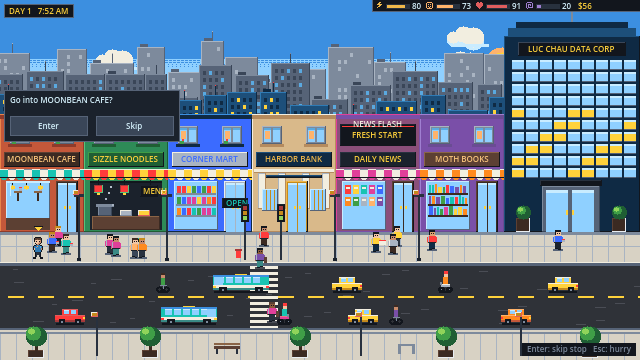 DAY 1 7:52 AM
80 73 91 20 $56
LUC CHAU DATA CORP
Go into MOONBEAN CAFE?
Enter Skip
NEWS FLASH
FRESH START
MOONBEAN CAFE
SIZZLE NOODLES
CORNER MART
HARBOR BANK
DAILY NEWS
MOTH BOOKS
MENU
OPEN
Enter: skip stop Esc: hurry